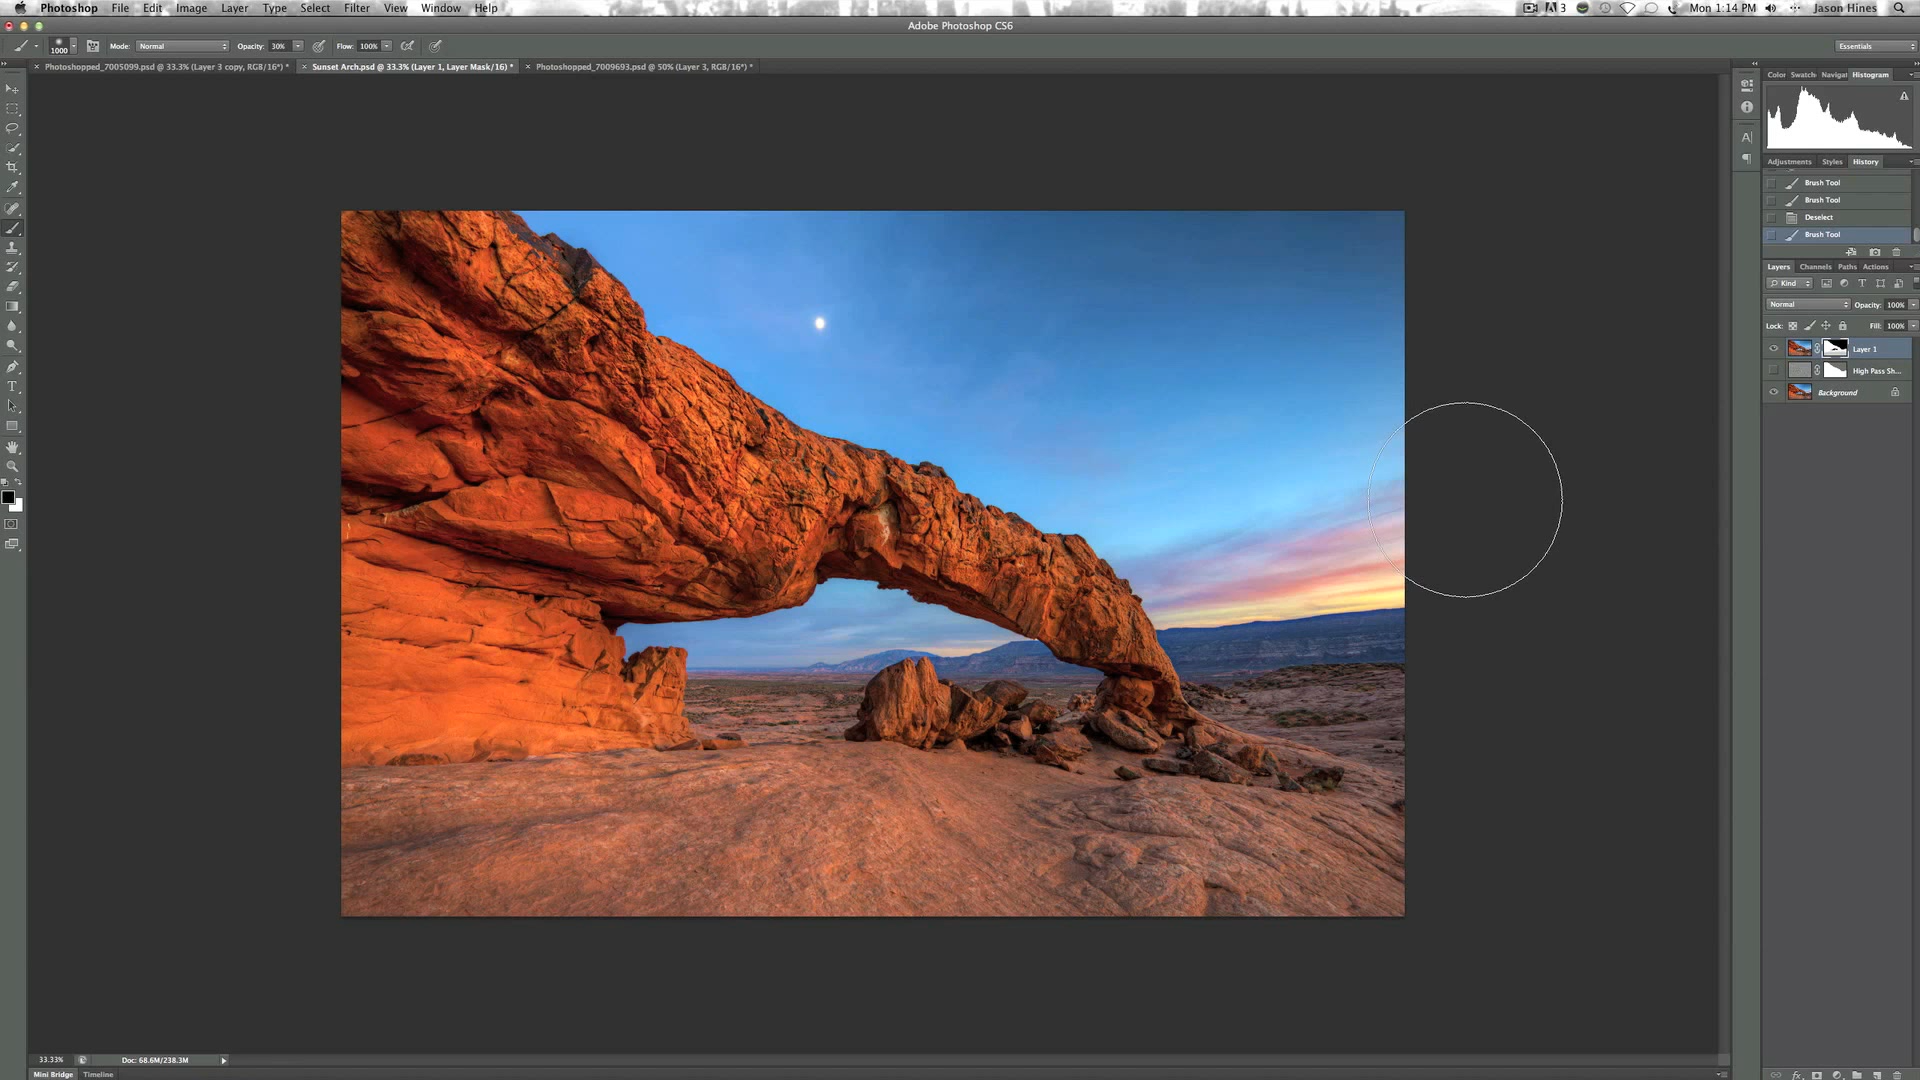 Photoshop File Edit Image Layer Type Select Filter View Window Help 3 Mon 1:14 PM Jason Hines
Adobe Photoshop CS6
1000 Mode: Normal Opacity: 30% Flow: 100% Essentials
× Photoshopped_7005099.psd @ 33.3% (Layer 3 copy, RGB/16*) * × Sunset Arch.psd @ 33.3% (Layer 1, Layer Mask/16) * × Photoshopped_7009693.psd @ 50% (Layer 3, RGB/16*) *
Color Swatch Navigat Histogram
Adjustments Styles History
Brush Tool
Brush Tool
Deselect
Brush Tool
Layers Channels Paths Actions
Kind
Normal Opacity: 100%
Lock: Fill: 100%
Layer 1
High Pass Sh...
Background
33.33% Doc: 68.6M/238.3M
Mini Bridge Timeline